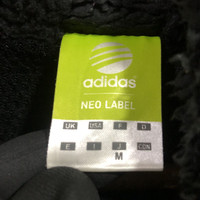 adidas
NEO LABEL
UK USA F D
E I J CDN
M